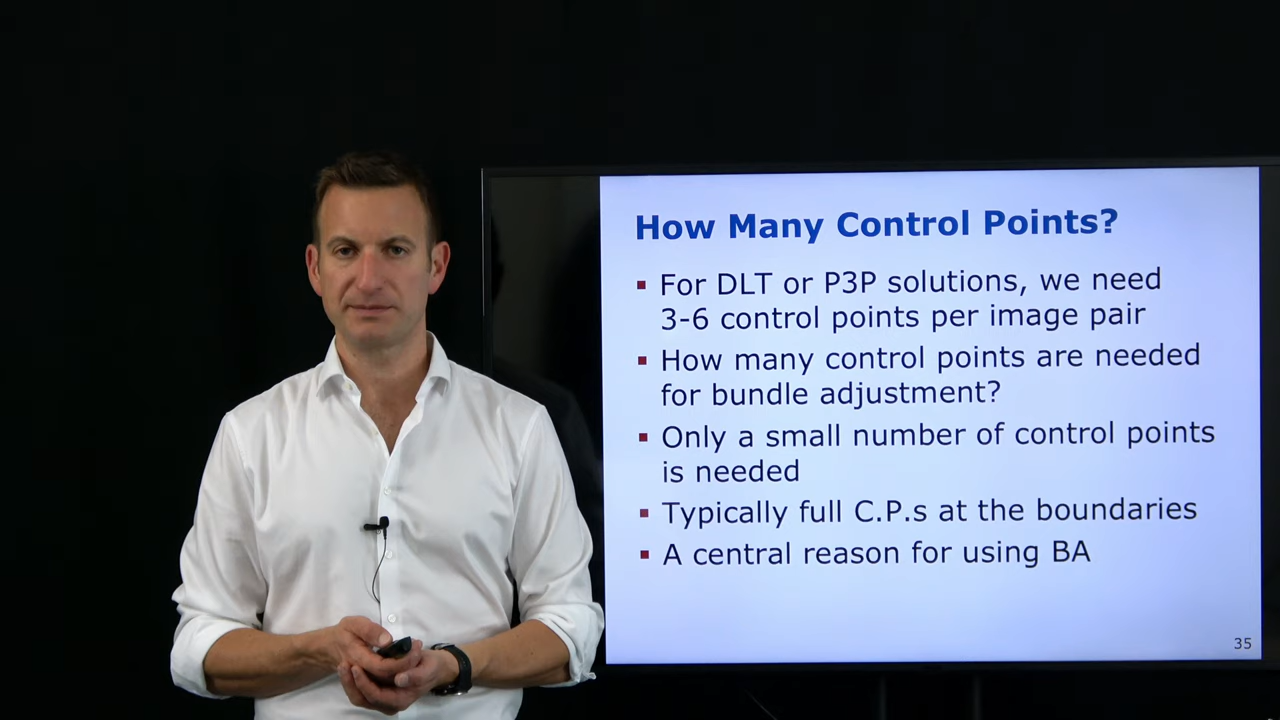 How Many Control Points?
▪ For DLT or P3P solutions, we need
3-6 control points per image pair
▪ How many control points are needed
for bundle adjustment?
▪ Only a small number of control points
is needed
▪ Typically full C.P.s at the boundaries
▪ A central reason for using BA
35